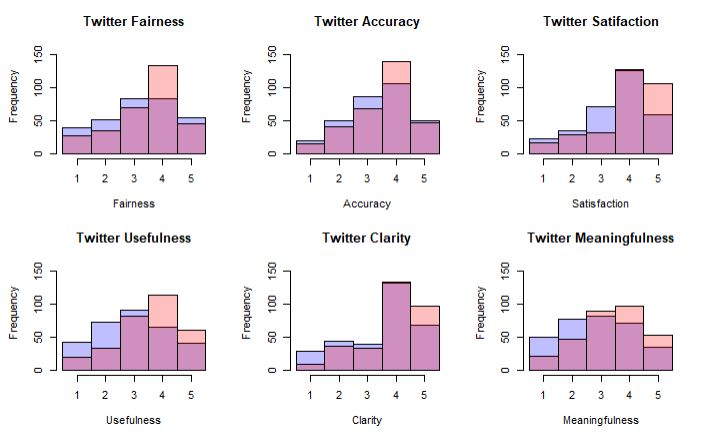 Twitter Fairness
Frequency
0 50 100 150
1 2 3 4 5
Fairness
Twitter Accuracy
Frequency
0 50 100 150
1 2 3 4 5
Accuracy
Twitter Satifaction
Frequency
0 50 100 150
1 2 3 4 5
Satisfaction
Twitter Usefulness
Frequency
0 50 100 150
1 2 3 4 5
Usefulness
Twitter Clarity
Frequency
0 50 100 150
1 2 3 4 5
Clarity
Twitter Meaningfulness
Frequency
0 50 100 150
1 2 3 4 5
Meaningfulness